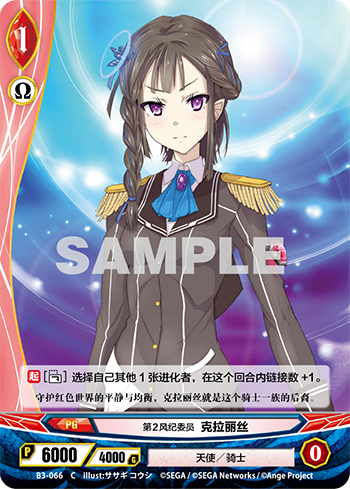 1
Ω
SAMPLE
起 [ ] 选择自己其他1张进化者，在这个回合内链接数+1。
守护红色世界的平静与均衡，克拉丽丝就是这个骑士一族的后裔。
PG 第2风纪委员 克拉丽丝
P 6000 / 4000 G 天使／骑士 0
B3-066 C illust:ササギ コウシ ©SEGA / ©SEGA Networks / ©Ange Project